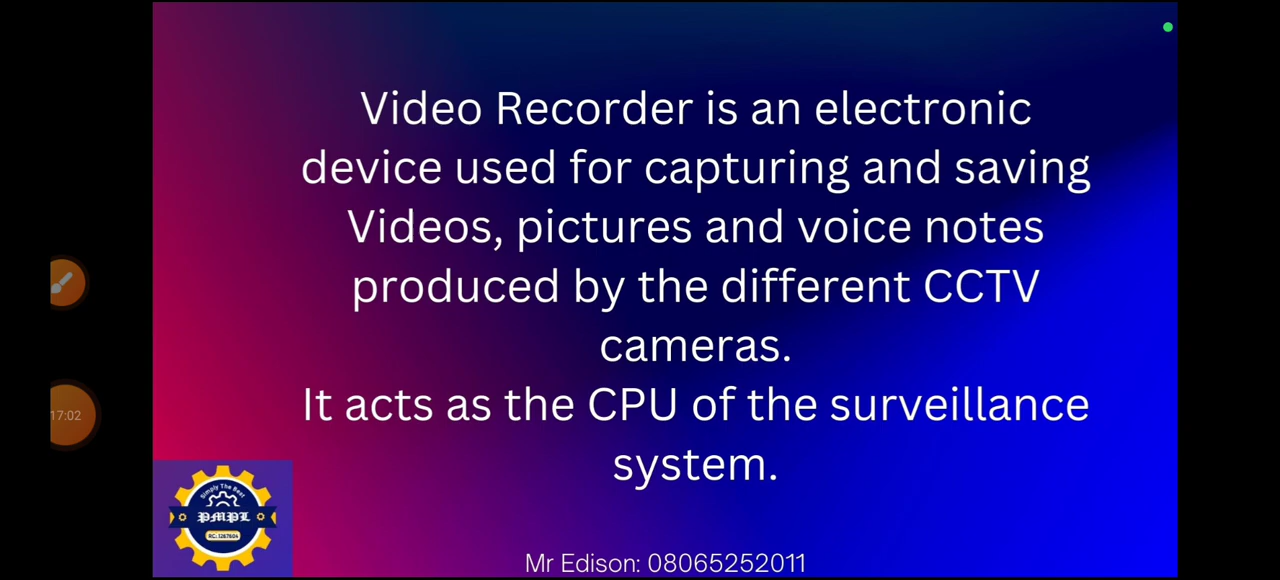 Video Recorder is an electronic
device used for capturing and saving
Videos, pictures and voice notes
produced by the different CCTV
cameras.
It acts as the CPU of the surveillance
system.
17:02
Simply The Best
PMPL
RC: 1267604
Mr Edison: 08065252011